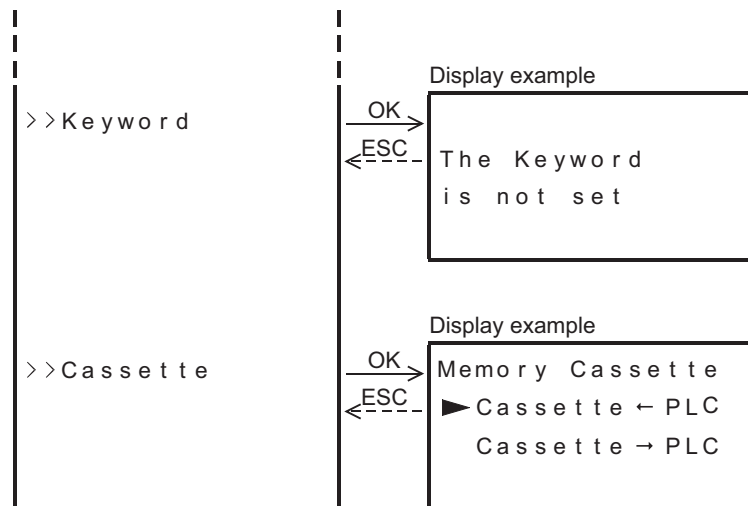 Display example
>>Keyword
OK
ESC
The Keyword
is not set
Display example
>>Cassette
OK
ESC
Memory Cassette
►Cassette ← PLC
Cassette → PLC